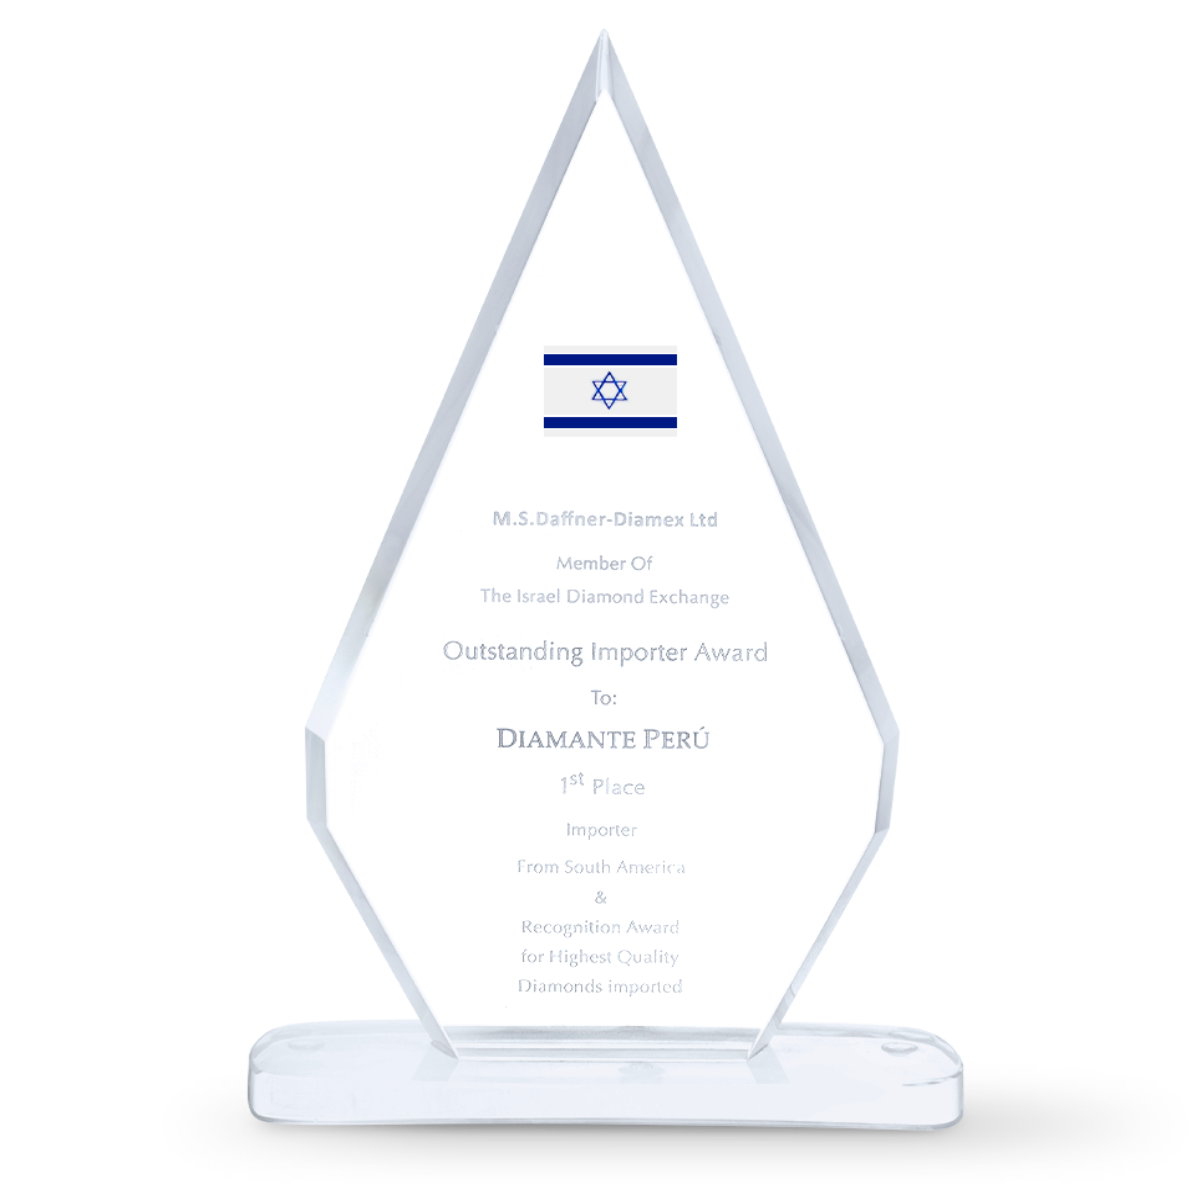 M.S.Daffner-Diamex Ltd
Member Of
The Israel Diamond Exchange
Outstanding Importer Award
To:
DIAMANTE PERÚ
1st Place
Importer
From South America
&
Recognition Award
for Highest Quality
Diamonds imported